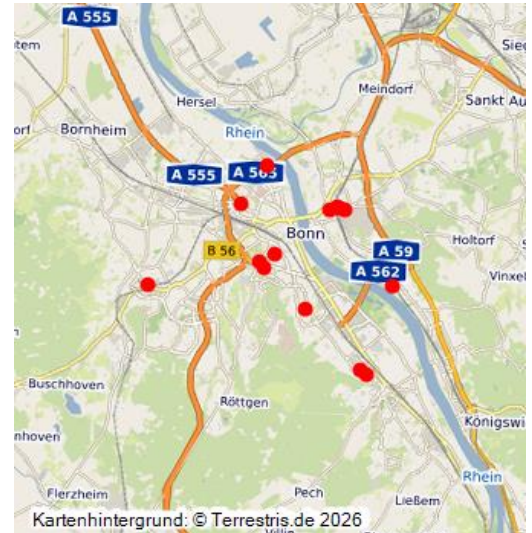 A 555
Sieg
tem
Meindorf
Hersel
Sankt Au
Rhein
dorf
Bornheim
A 555
A 565
Bonn
B 56
A 59
Holtorf
A 562
Vinxel
Buschhoven
Röttgen
Königswi
nhoven
Rhein
Pech
Flerzheim
Ließem
Kartenhintergrund: © Terrestris.de 2026